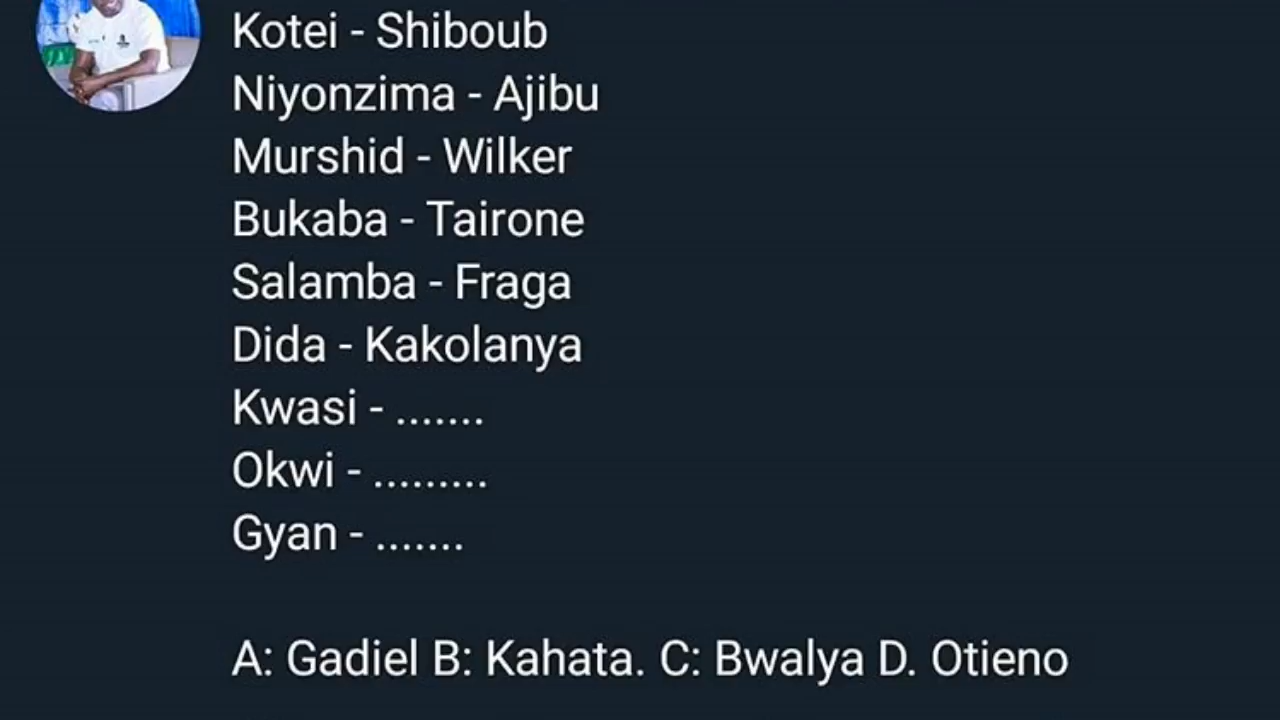 Kotei - Shiboub
Niyonzima - Ajibu
Murshid - Wilker
Bukaba - Tairone
Salamba - Fraga
Dida - Kakolanya
Kwasi - .......
Okwi - .........
Gyan - .......
A: Gadiel B: Kahata. C: Bwalya D. Otieno